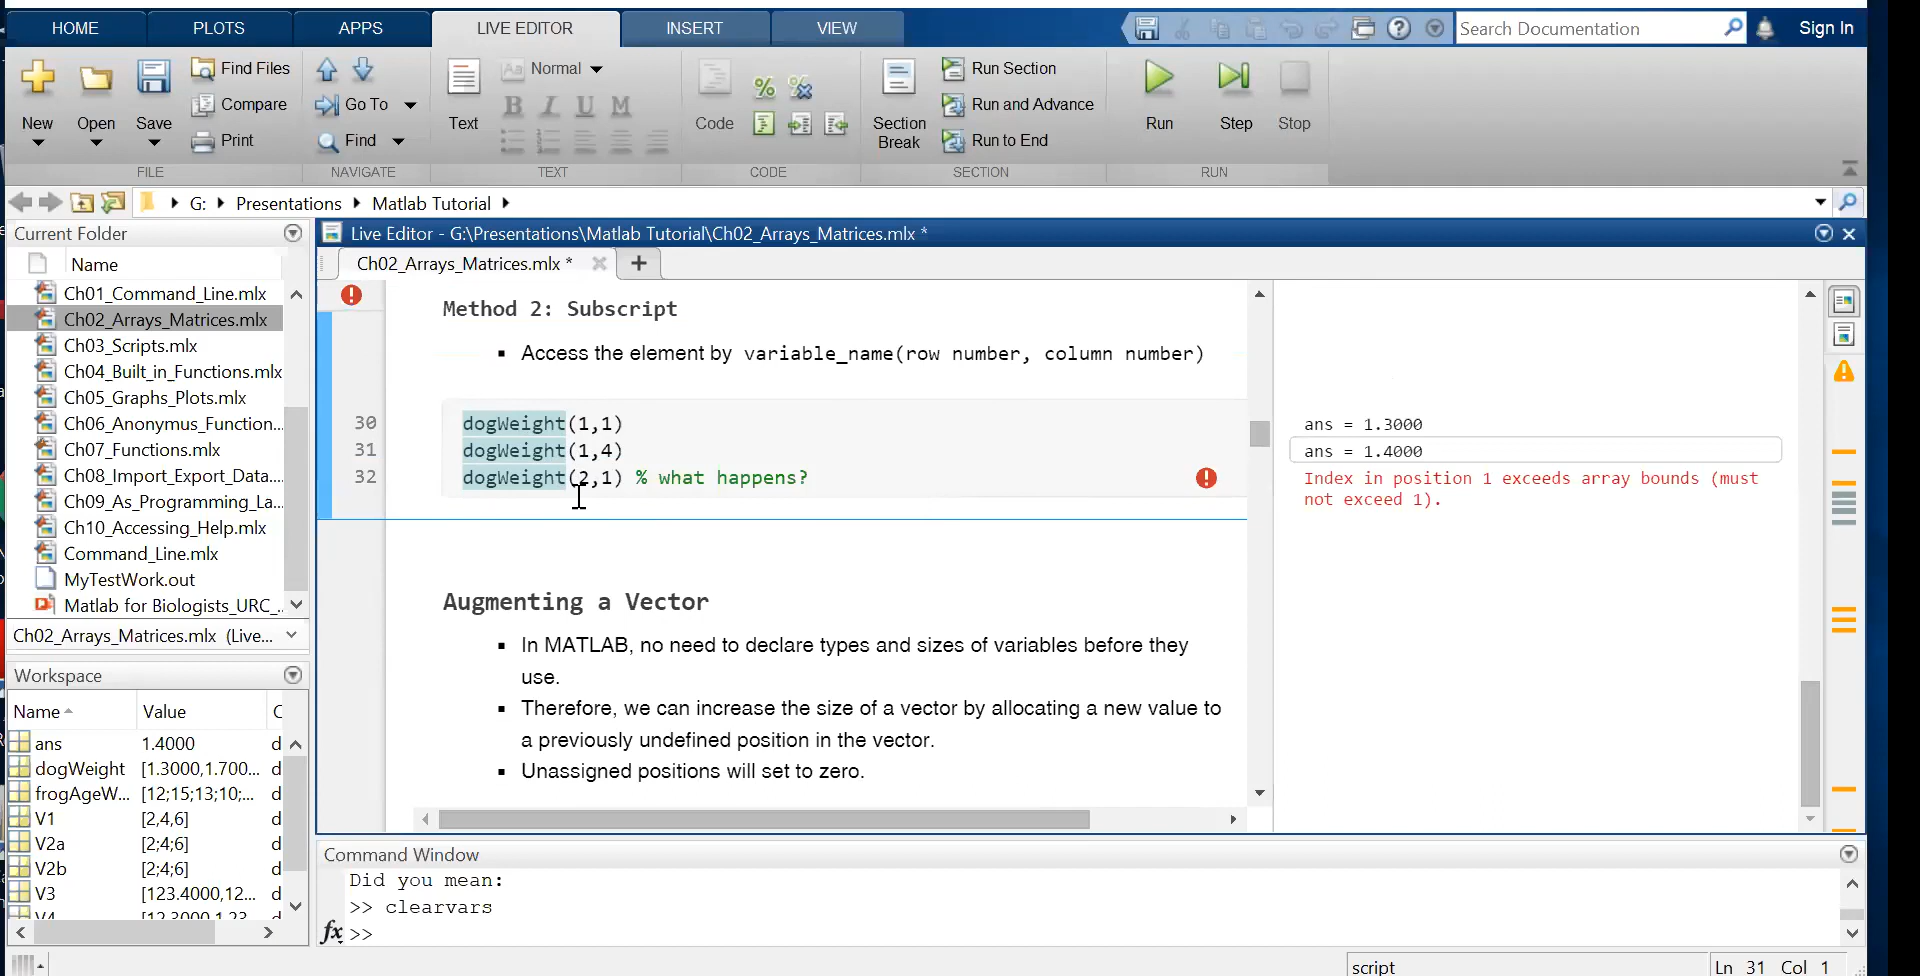 HOME PLOTS APPS LIVE EDITOR INSERT VIEW Search Documentation Sign In
New Open Save Find Files Compare Print
FILE
Go To Find
NAVIGATE
Text Aa Normal B I U M
TEXT
Code
CODE
Section Break Run Section Run and Advance Run to End
SECTION
Run Step Stop
RUN
G: Presentations Matlab Tutorial
Current Folder
Name
Ch01_Command_Line.mlx
Ch02_Arrays_Matrices.mlx
Ch03_Scripts.mlx
Ch04_Built_in_Functions.mlx
Ch05_Graphs_Plots.mlx
Ch06_Anonymus_Function...
Ch07_Functions.mlx
Ch08_Import_Export_Data...
Ch09_As_Programming_La...
Ch10_Accessing_Help.mlx
Command_Line.mlx
MyTestWork.out
Matlab for Biologists_URC_...
Ch02_Arrays_Matrices.mlx (Live...
Workspace
Name Value C
ans 1.4000 d
dogWeight [1.3000,1.700... d
frogAgeW... [12;15;13;10;... d
V1 [2,4,6] d
V2a [2;4;6] d
V2b [2;4;6] d
V3 [123.4000,12... d
V4 [12.3000,1.23... d
Live Editor - G:\Presentations\Matlab Tutorial\Ch02_Arrays_Matrices.mlx *
Ch02_Arrays_Matrices.mlx *
Method 2: Subscript
▪ Access the element by variable_name(row number, column number)
30 dogWeight(1,1)
31 dogWeight(1,4)
32 dogWeight(2,1) % what happens?
ans = 1.3000
ans = 1.4000
Index in position 1 exceeds array bounds (must
not exceed 1).
Augmenting a Vector
▪ In MATLAB, no need to declare types and sizes of variables before they
use.
▪ Therefore, we can increase the size of a vector by allocating a new value to
a previously undefined position in the vector.
▪ Unassigned positions will set to zero.
Command Window
Did you mean:
>> clearvars
fx >>
script Ln 31 Col 1